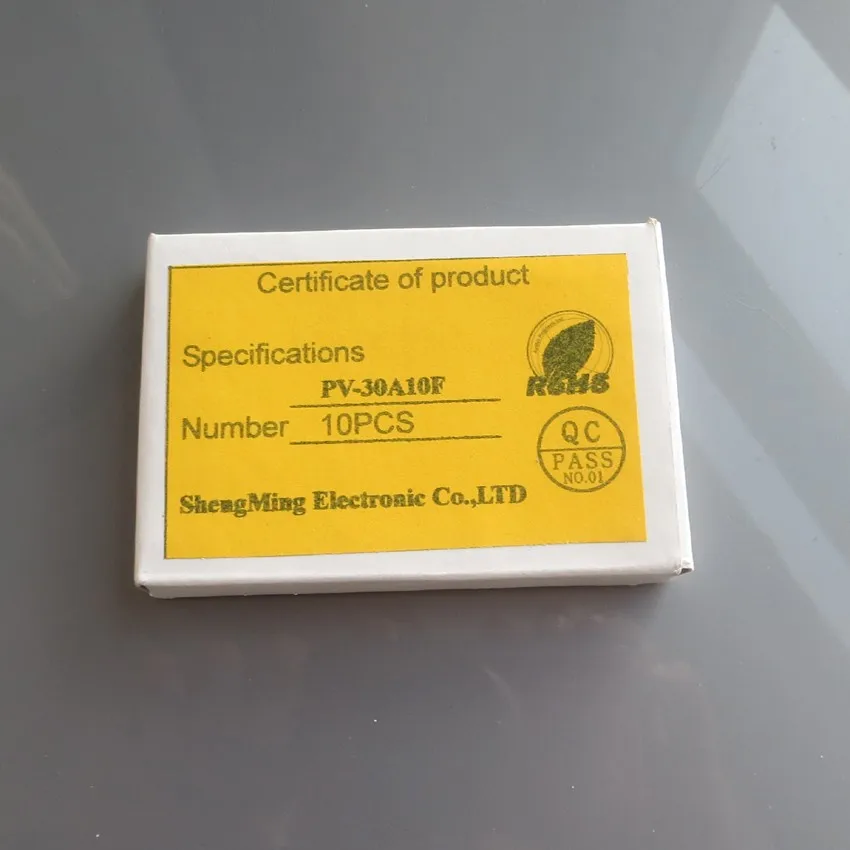 Certificate of product
Specifications
PV-30A10F
Number 10PCS
ShengMing Electronic Co.,LTD
RoHS
QC
PASS
NO.01